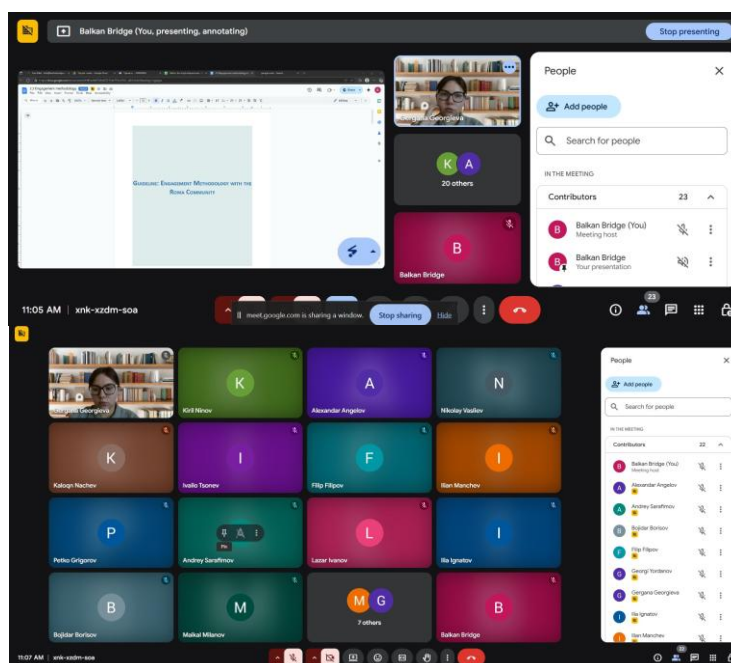 Balkan Bridge (You, presenting, annotating)
Stop presenting
GUIDELINE: ENGAGEMENT METHODOLOGY WITH THE
ROMA COMMUNITY
Gergana Georgieva
K A
20 others
B
Balkan Bridge
People
Add people
Search for people
IN THE MEETING
Contributors 23
B Balkan Bridge (You)
Meeting host
B Balkan Bridge
Your presentation
11:05 AM | xnk-xzdm-soa
meet.google.com is sharing a window. Stop sharing Hide
23
Gergana Georgieva
K
Kiril Ninov
A
Alexandar Angelov
N
Nikolay Vasilev
K
Kaloqn Nachev
I
Ivailo Tsonev
F
Filip Filipov
I
Ilian Manchev
P
Petko Grigorov
Pin
Andrey Sarafimov
L
Lazar Ivanov
I
Ilia Ignatov
B
Bojidar Borisov
M
Maikal Milanov
M G
7 others
B
Balkan Bridge
People
Add people
Search for people
IN THE MEETING
Contributors 22
B Balkan Bridge (You)
Meeting host
A Alexandar Angelov
A Andrey Sarafimov
B Bojidar Borisov
F Filip Filipov
G Georgi Yordanov
G Gergana Georgieva
I Ilia Ignatov
I Ilian Manchev
11:07 AM | xnk-xzdm-soa